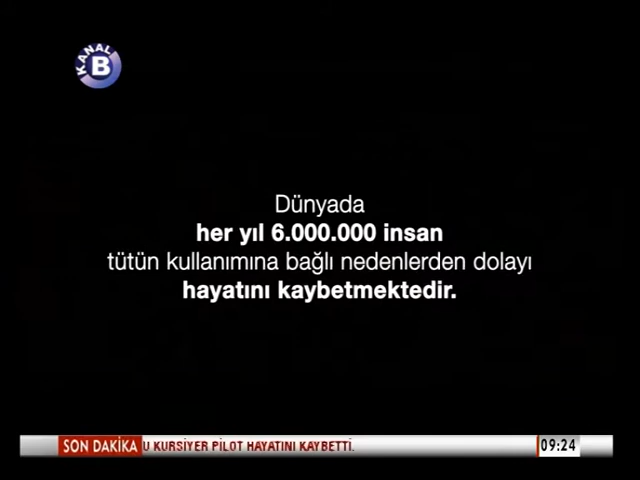 KANAL B
Dünyada
her yıl 6.000.000 insan
tütün kullanımına bağlı nedenlerden dolayı
hayatını kaybetmektedir.
SON DAKİKA U KURSİYER PİLOT HAYATINI KAYBETTİ. 09:24